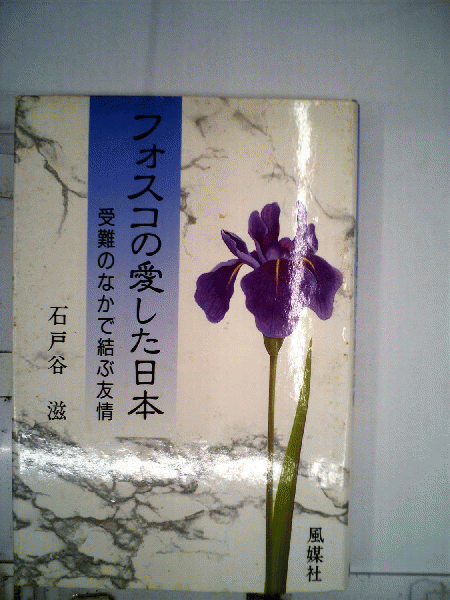 フォスコの愛した日本
受難のなかで結ぶ友情
石戸谷 滋
風媒社